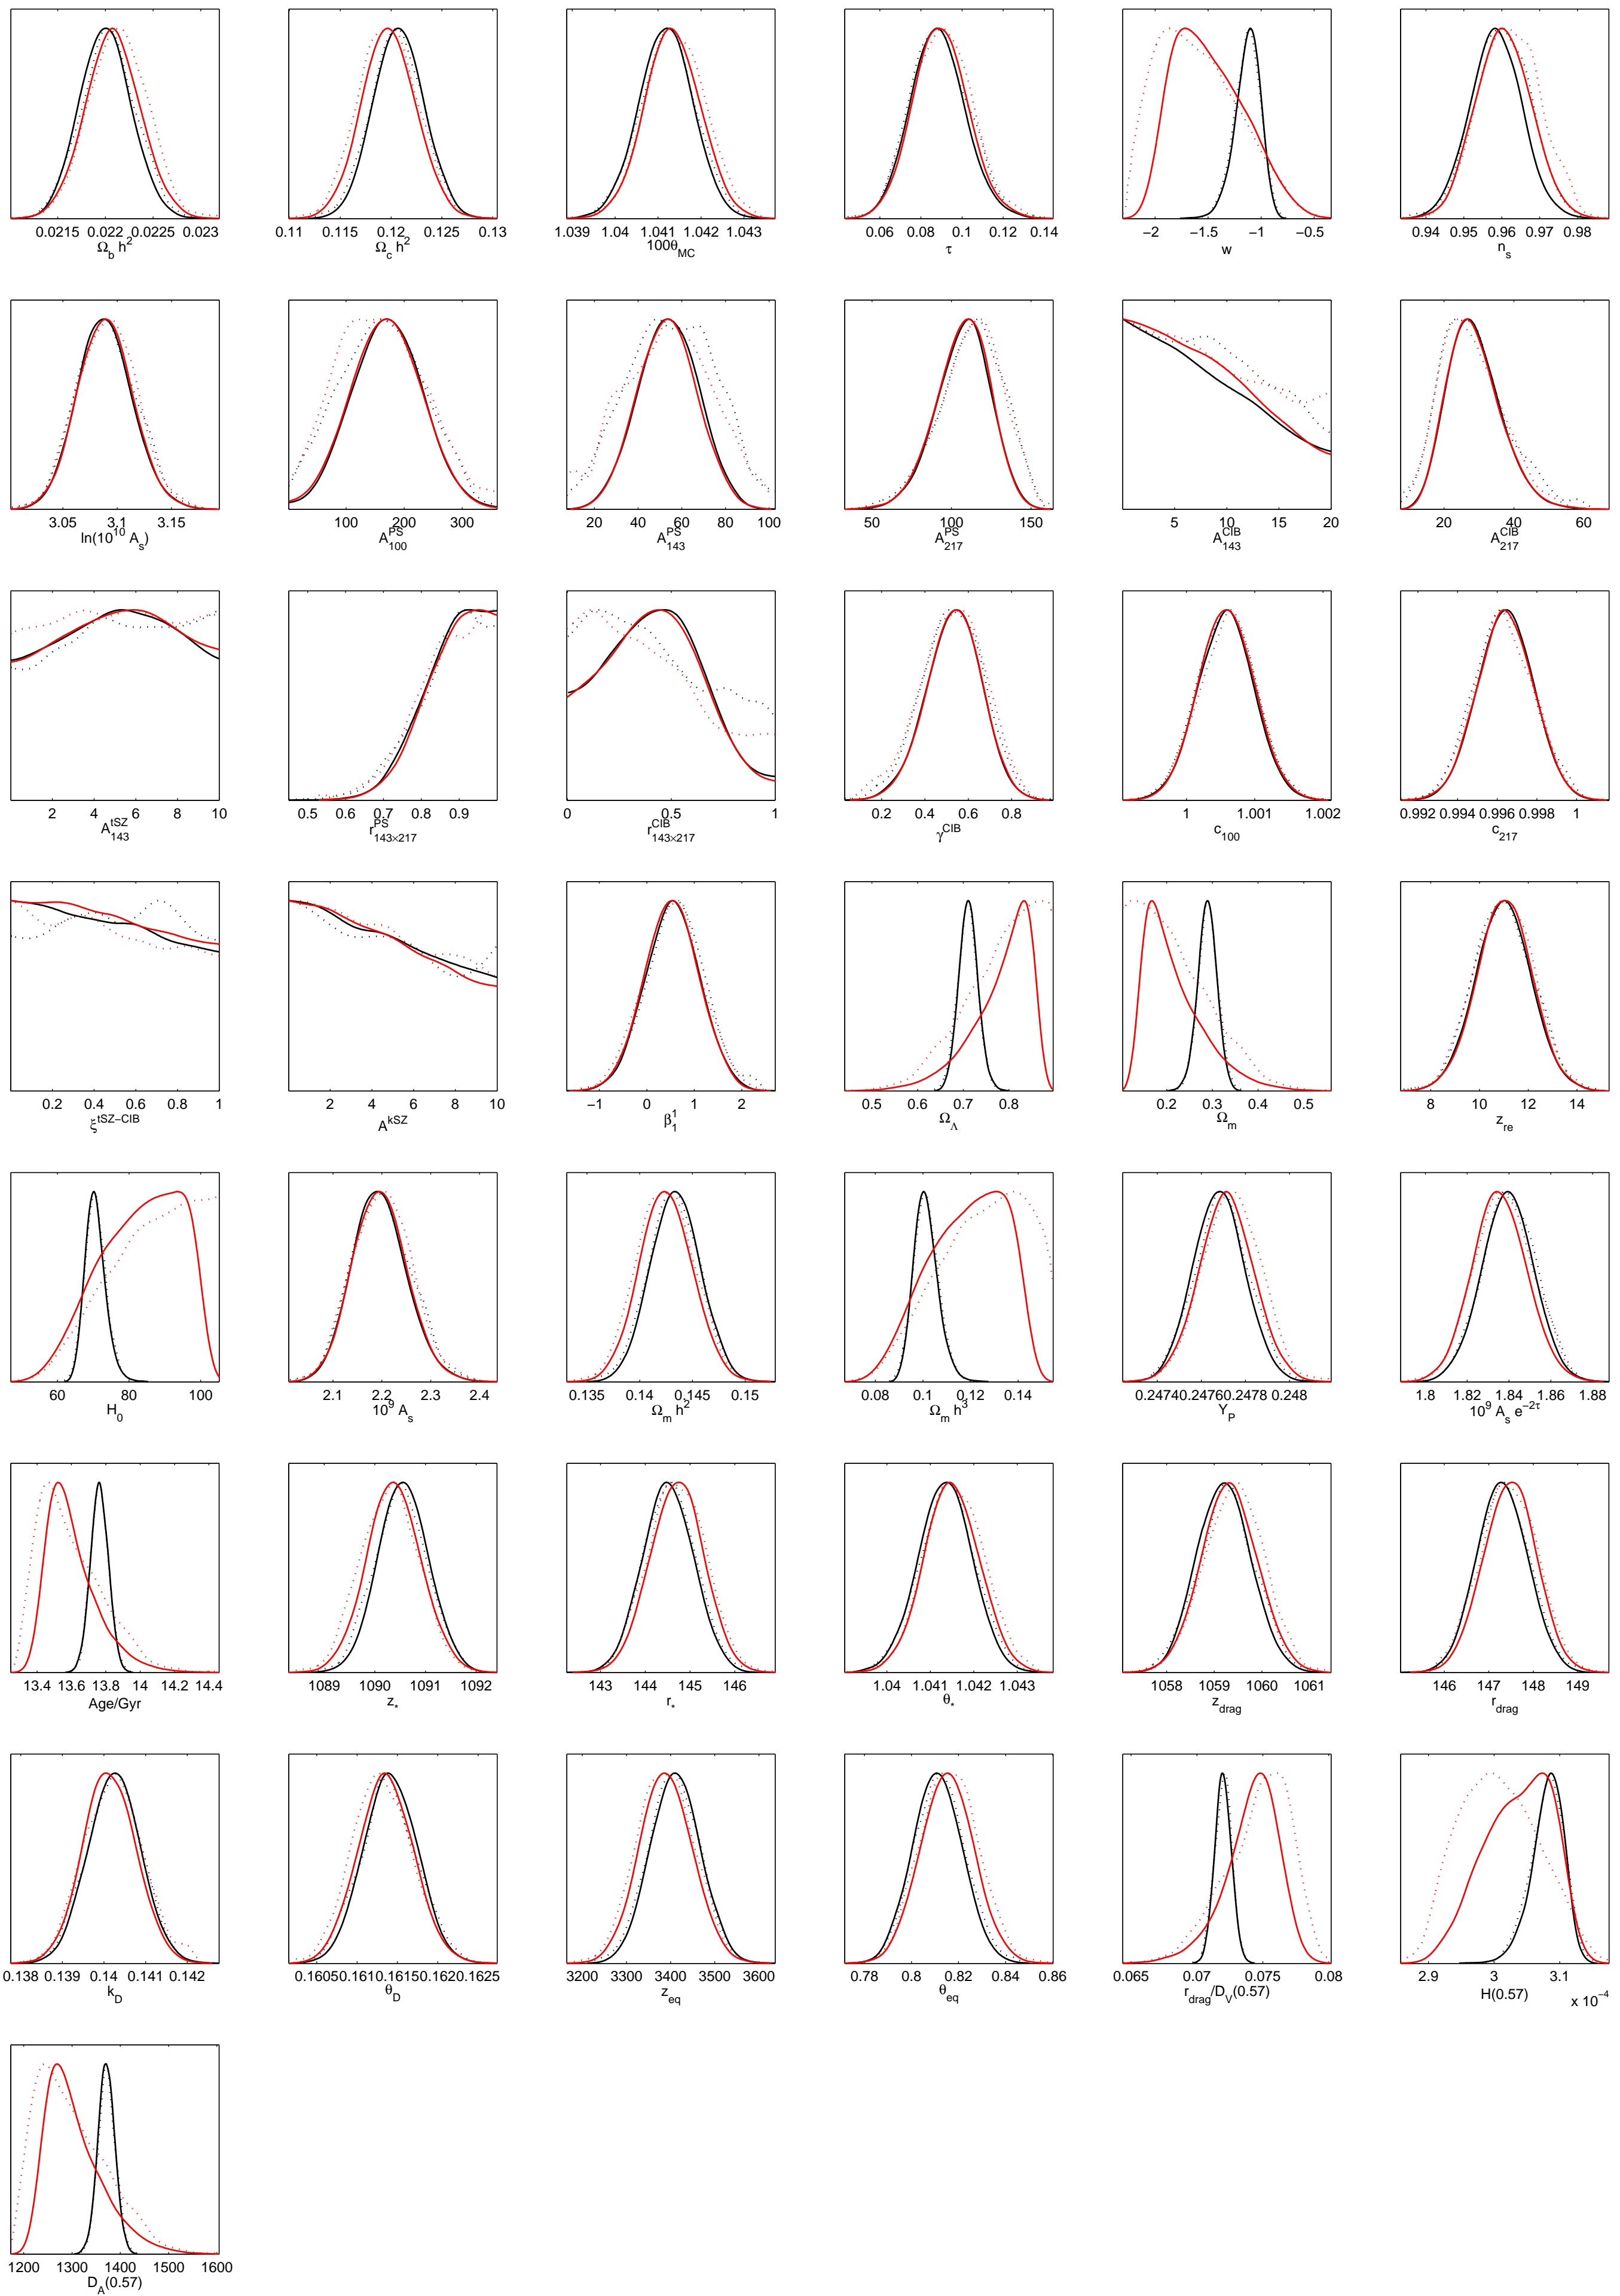 0.0215 0.022 0.0225 0.023
Ω_b h^2
0.11 0.115 0.12 0.125 0.13
Ω_c h^2
1.039 1.04 1.041 1.042 1.043
100θ_MC
0.06 0.08 0.1 0.12 0.14
τ
−2 −1.5 −1 −0.5
w
0.94 0.95 0.96 0.97 0.98
n_s
3.05 3.1 3.15
ln(10^10 A_s)
100 200 300
A^PS_100
20 40 60 80 100
A^PS_143
50 100 150
A^PS_217
5 10 15 20
A^CIB_143
20 40 60
A^CIB_217
0 2 4 6 8 10
A^tSZ_143
0.5 0.6 0.7 0.8 0.9
r^PS_143×217
0 0.5 1
r^CIB_143×217
0.2 0.4 0.6 0.8
γ^CIB
1 1.001 1.002
c_100
0.992 0.994 0.996 0.998 1
c_217
0.2 0.4 0.6 0.8 1
ξ^tSZ−CIB
2 4 6 8 10
A^kSZ
−1 0 1 2
β^1_1
0.5 0.6 0.7 0.8
Ω_Λ
0.2 0.3 0.4 0.5
Ω_m
8 10 12 14
z_re
60 80 100
H_0
2.1 2.2 2.3 2.4
10^9 A_s
0.135 0.14 0.145 0.15
Ω_m h^2
0.08 0.1 0.12 0.14
Ω_m h^3
0.2474 0.2476 0.2478 0.248
Y_P
1.8 1.82 1.84 1.86 1.88
10^9 A_s e^−2τ
13.4 13.6 13.8 14 14.2 14.4
Age/Gyr
1089 1090 1091 1092
z_*
143 144 145 146
r_*
1.04 1.041 1.042 1.043
θ_*
1058 1059 1060 1061
z_drag
146 147 148 149
r_drag
0.138 0.139 0.14 0.141 0.142
k_D
0.1605 0.1610 0.1615 0.1620 0.1625
θ_D
3200 3300 3400 3500 3600
z_eq
0.78 0.8 0.82 0.84 0.86
θ_eq
0.065 0.07 0.075 0.08
r_drag/D_V(0.57)
2.9 3 3.1
H(0.57)
x 10^−4
1200 1300 1400 1500 1600
D_A(0.57)